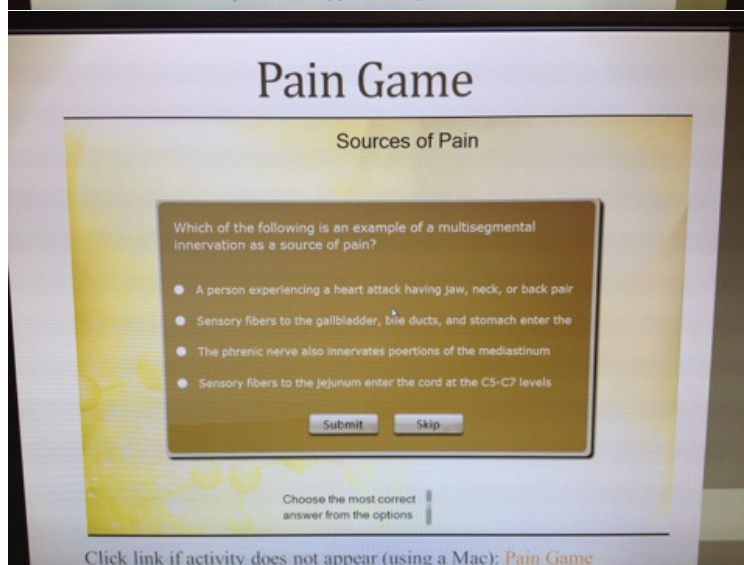 Pain Game
Sources of Pain
Which of the following is an example of a multisegmental
innervation as a source of pain?
A person experiencing a heart attack having jaw, neck, or back pair
Sensory fibers to the gallbladder, bile ducts, and stomach enter the
The phrenic nerve also innervates poertions of the mediastinum
Sensory fibers to the jejunum enter the cord at the C5-C7 levels
Submit Skip
Choose the most correct
answer from the options
Click link if activity does not appear (using a Mac): Pain Game